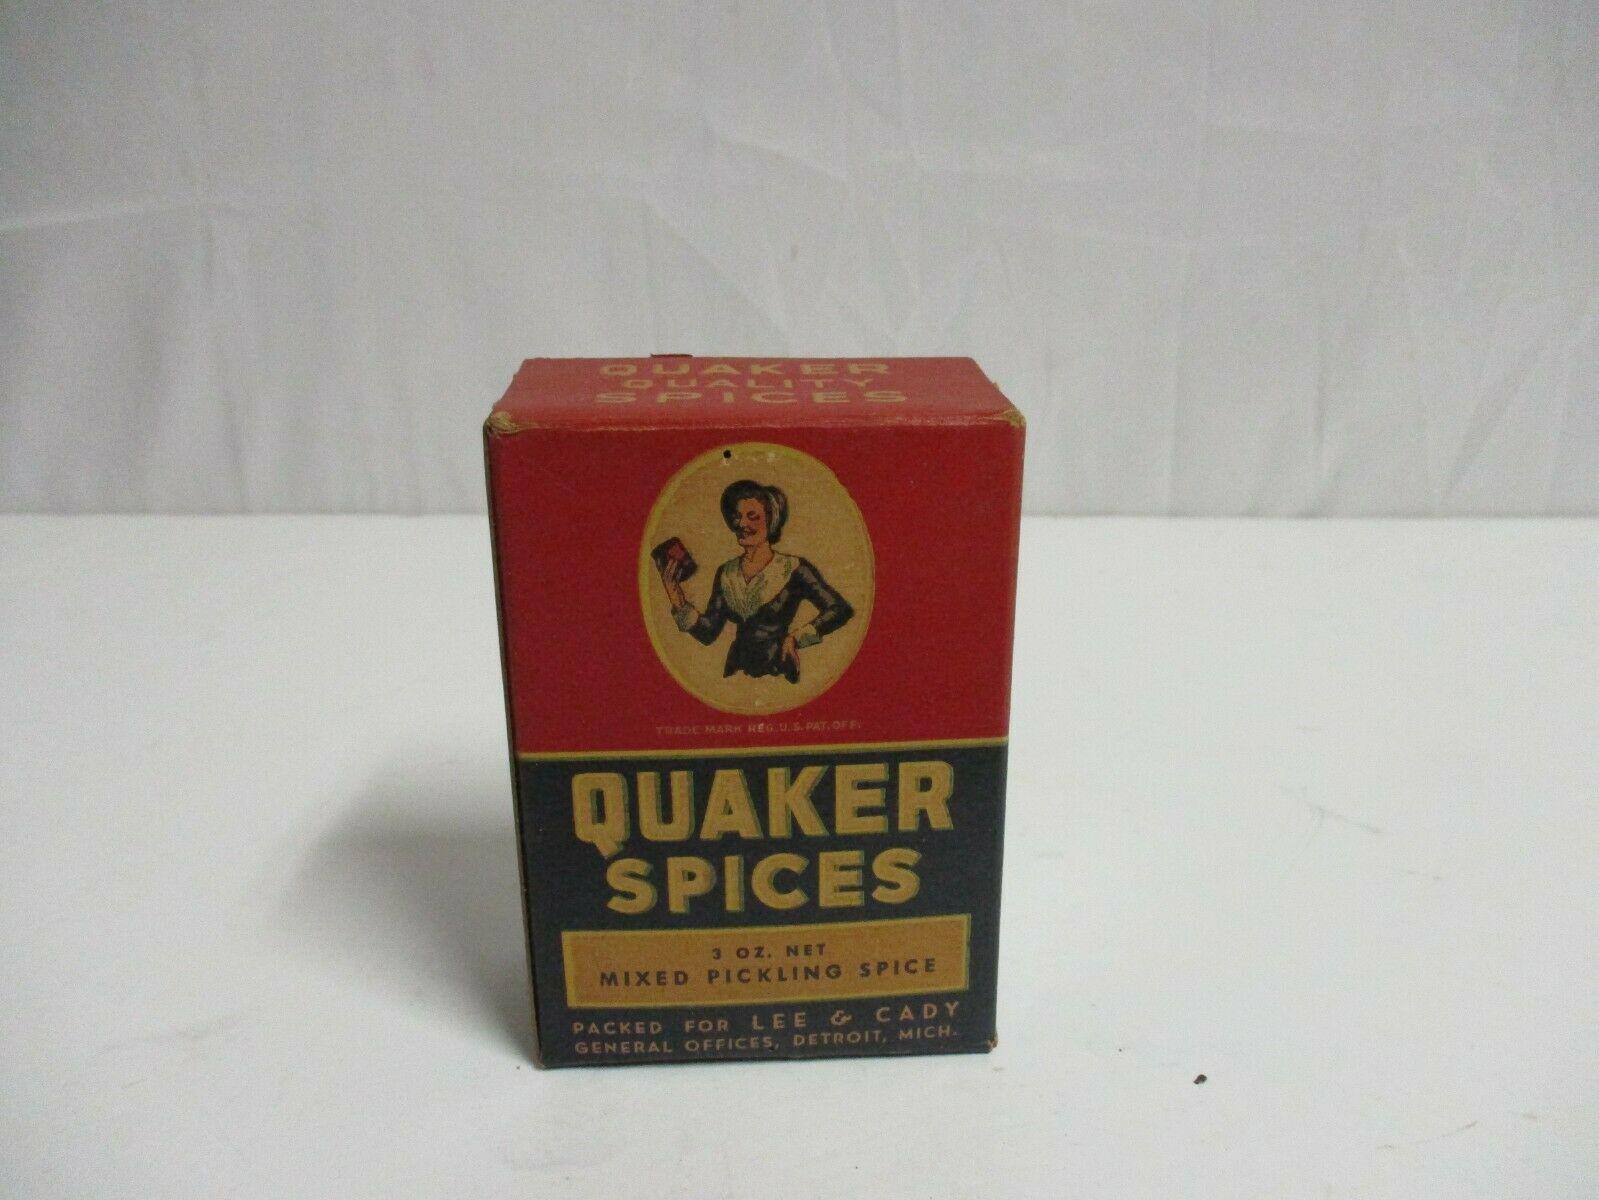 QUAKER
QUALITY
SPICES
TRADE MARK REG. U.S. PAT. OFF.
QUAKER
SPICES
3 OZ. NET
MIXED PICKLING SPICE
PACKED FOR LEE & CADY
GENERAL OFFICES, DETROIT, MICH.